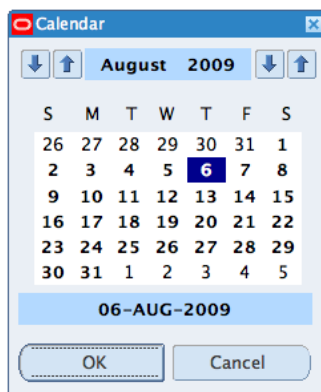 Calendar
August 2009
S M T W T F S
26 27 28 29 30 31 1
2 3 4 5 6 7 8
9 10 11 12 13 14 15
16 17 18 19 20 21 22
23 24 25 26 27 28 29
30 31 1 2 3 4 5
06-AUG-2009
OK Cancel